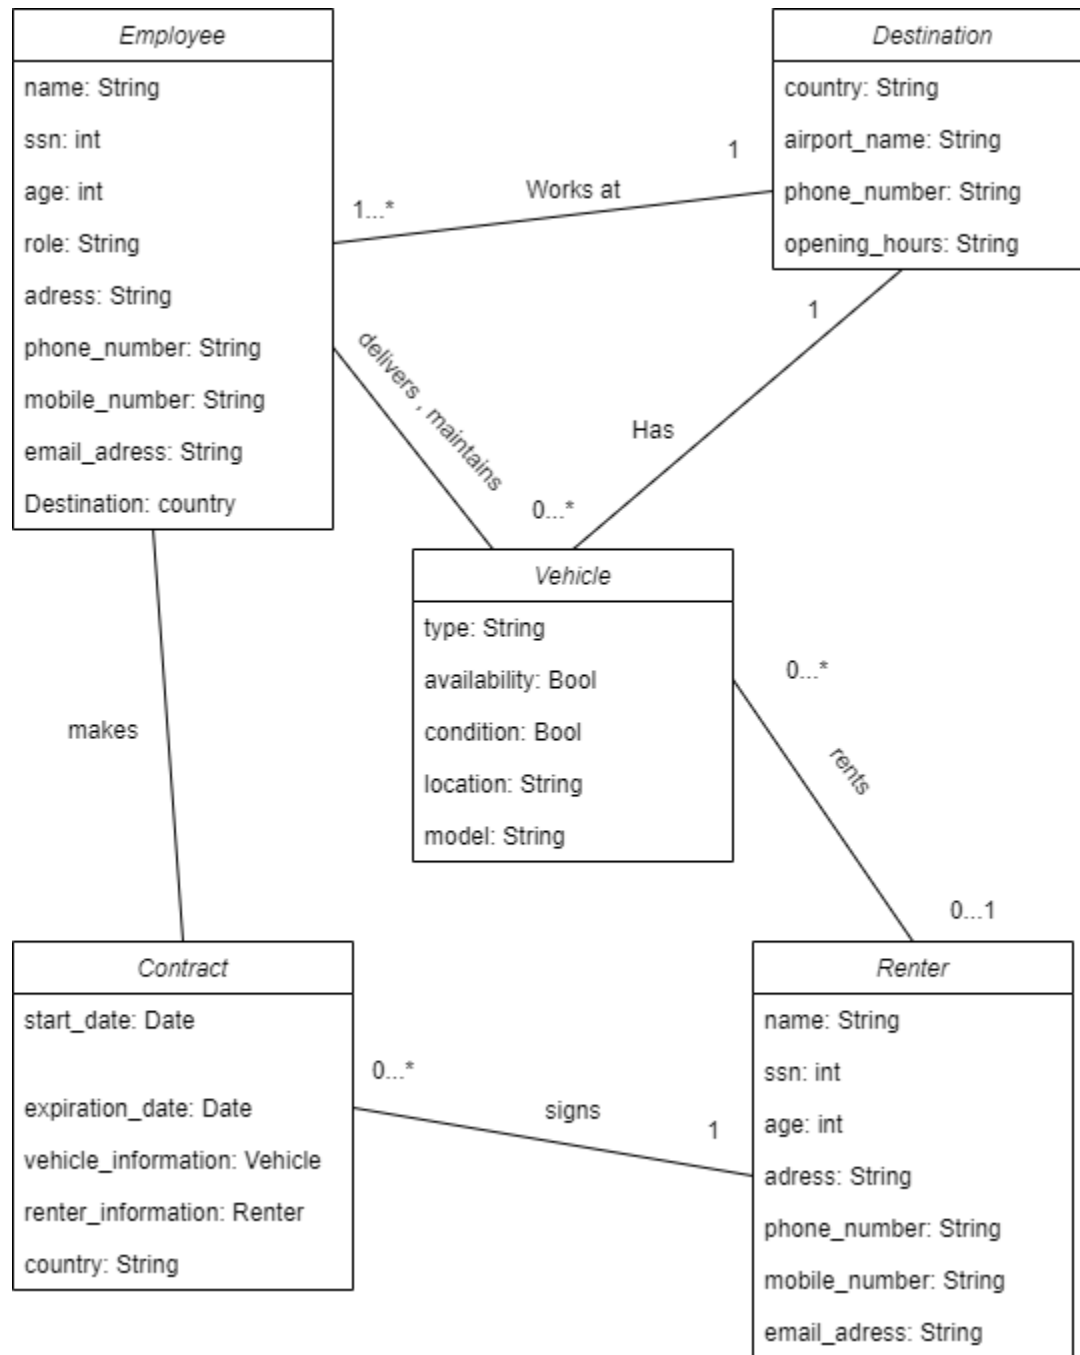 Employee
name: String
ssn: int
age: int
role: String
adress: String
phone_number: String
mobile_number: String
email_adress: String
Destination: country
Destination
country: String
airport_name: String
phone_number: String
opening_hours: String
1...*
Works at
1
delivers , maintains
1
Has
0...*
Vehicle
type: String
availability: Bool
condition: Bool
location: String
model: String
0...*
rents
0...1
makes
Contract
start_date: Date
expiration_date: Date
vehicle_information: Vehicle
renter_information: Renter
country: String
0...*
signs
1
Renter
name: String
ssn: int
age: int
adress: String
phone_number: String
mobile_number: String
email_adress: String